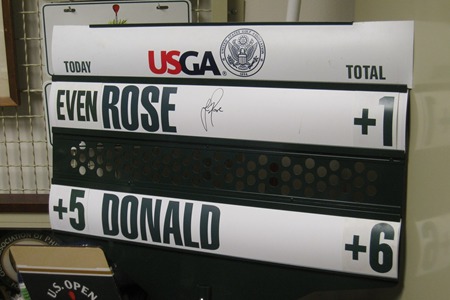 TODAY USGA® TOTAL
EVEN ROSE +1
+5 DONALD +6
U.S. OPEN